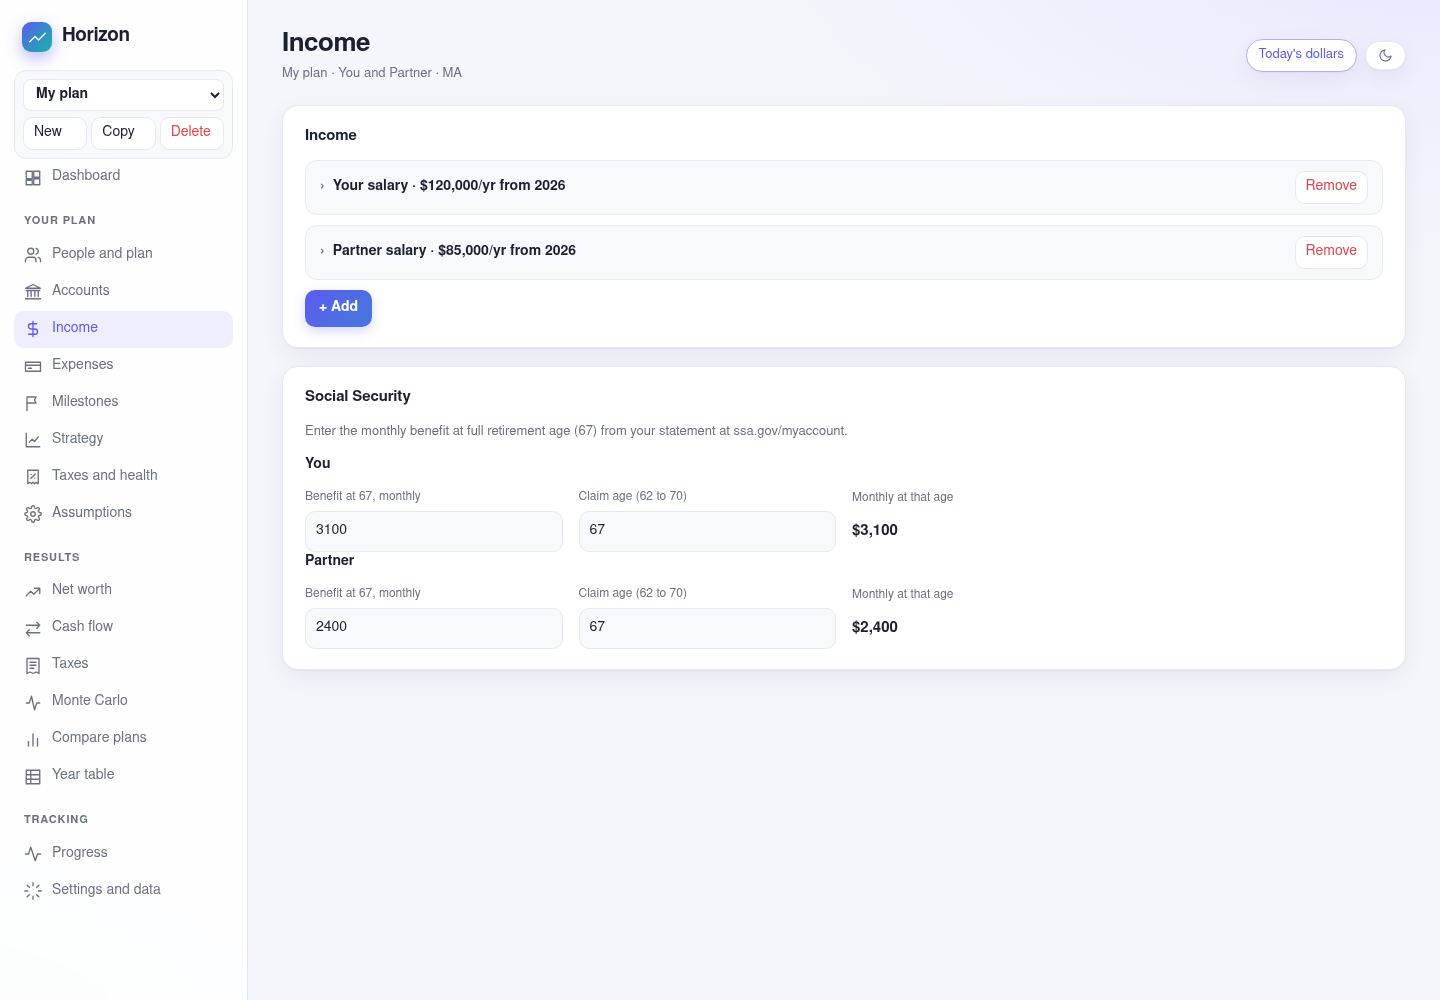 Horizon
My plan
New Copy Delete
Dashboard
YOUR PLAN
People and plan
Accounts
Income
Expenses
Milestones
Strategy
Taxes and health
Assumptions
RESULTS
Net worth
Cash flow
Taxes
Monte Carlo
Compare plans
Year table
TRACKING
Progress
Settings and data
Income
My plan · You and Partner · MA
Today's dollars
Income
› Your salary · $120,000/yr from 2026 Remove
› Partner salary · $85,000/yr from 2026 Remove
+ Add
Social Security
Enter the monthly benefit at full retirement age (67) from your statement at ssa.gov/myaccount.
You
Benefit at 67, monthly Claim age (62 to 70) Monthly at that age
3100 67 $3,100
Partner
Benefit at 67, monthly Claim age (62 to 70) Monthly at that age
2400 67 $2,400